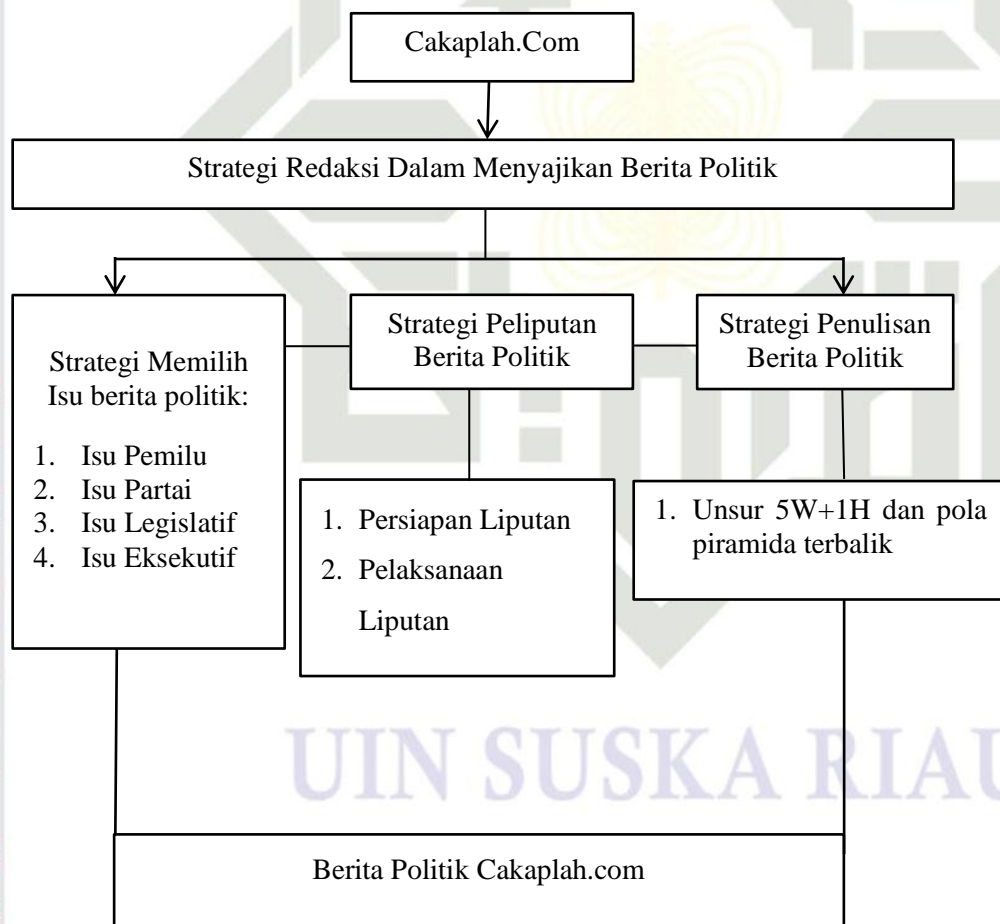 Cakaplah.Com
Strategi Redaksi Dalam Menyajikan Berita Politik
Strategi Memilih
Isu berita politik:
1. Isu Pemilu
2. Isu Partai
3. Isu Legislatif
4. Isu Eksekutif
Strategi Peliputan
Berita Politik
1. Persiapan Liputan
2. Pelaksanaan
Liputan
Strategi Penulisan
Berita Politik
1. Unsur 5W+1H dan pola
piramida terbalik
UIN SUSKA RIAU
Berita Politik Cakaplah.com